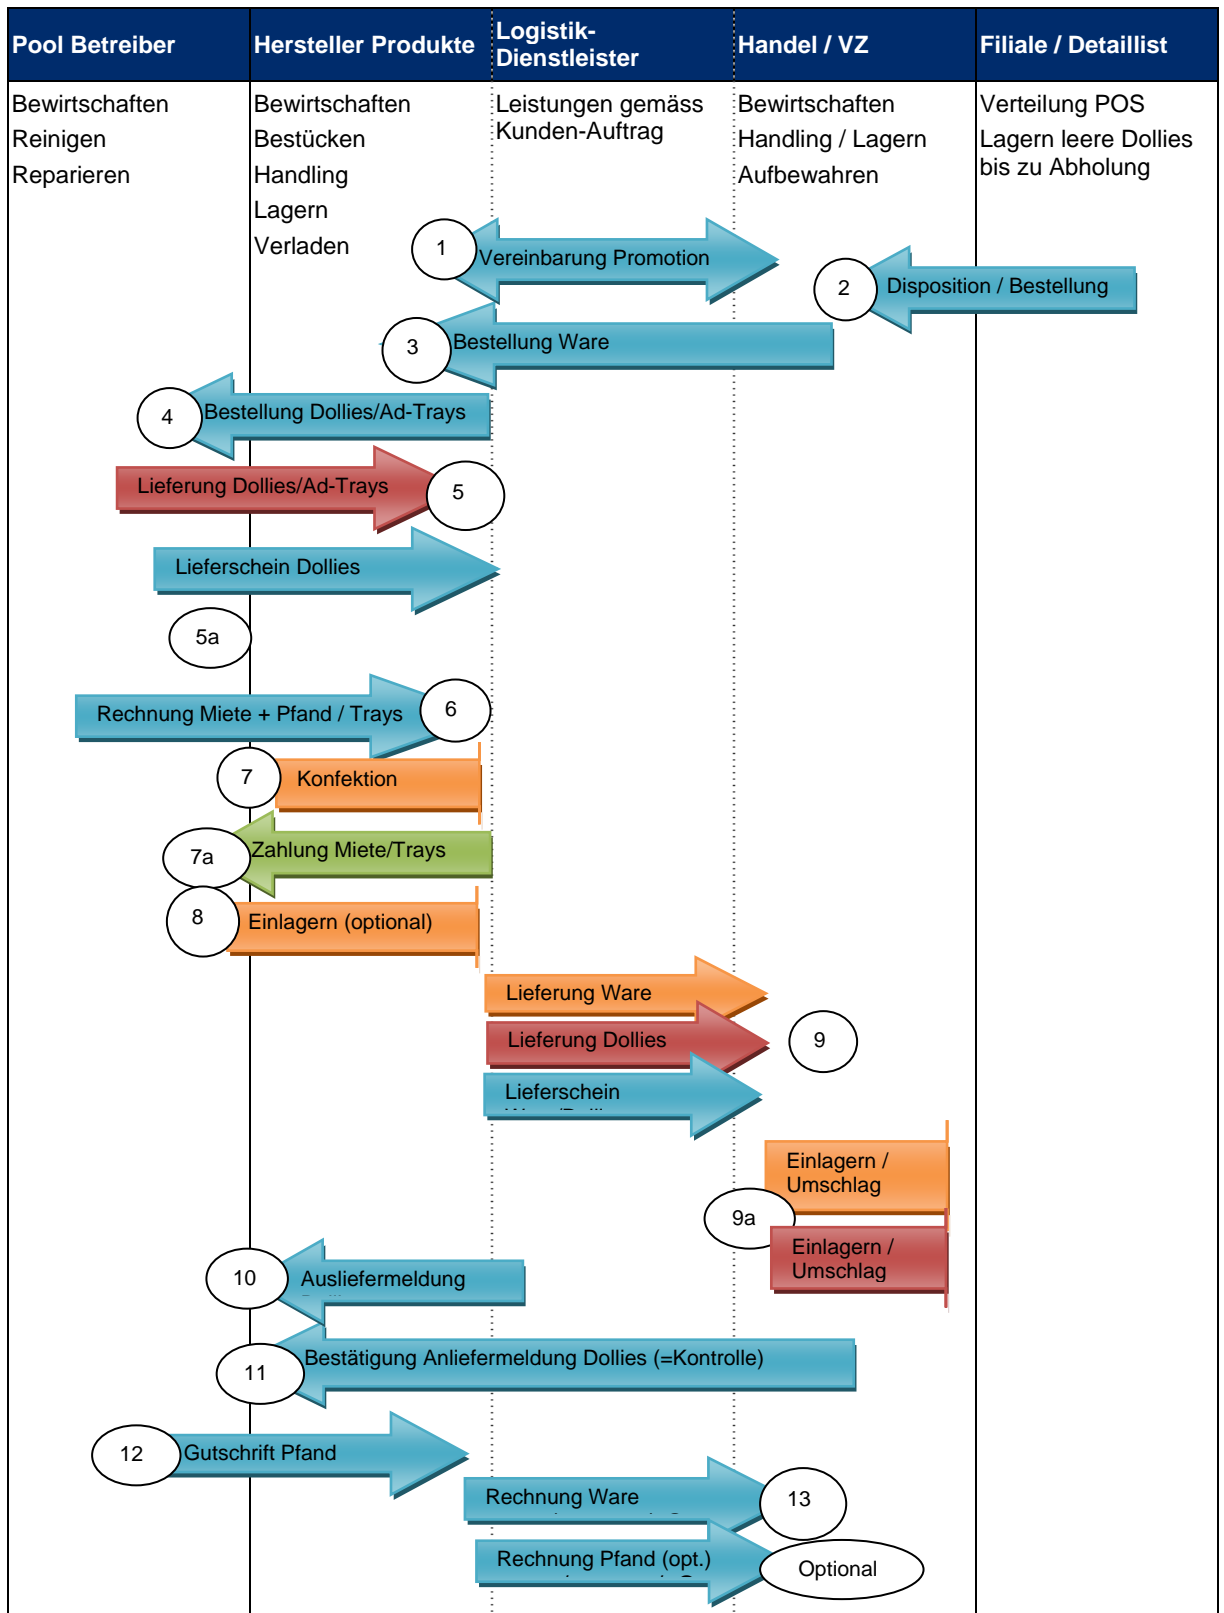 Pool Betreiber
Hersteller Produkte
Logistik-
Dienstleister
Handel / VZ
Filiale / Detaillist
Bewirtschaften
Reinigen
Reparieren
Bewirtschaften
Bestücken
Handling
Lagern
Verladen
Leistungen gemäss
Kunden-Auftrag
Bewirtschaften
Handling / Lagern
Aufbewahren
Verteilung POS
Lagern leere Dollies
bis zu Abholung
1
Vereinbarung Promotion
2
Disposition / Bestellung
3
Bestellung Ware
4
Bestellung Dollies/Ad-Trays
Lieferung Dollies/Ad-Trays
5
Lieferschein Dollies
5a
Rechnung Miete + Pfand / Trays
6
7
Konfektion
7a
Zahlung Miete/Trays
8
Einlagern (optional)
Lieferung Ware
Lieferung Dollies
9
Lieferschein
Einlagern /
Umschlag
9a
Einlagern /
Umschlag
10
Ausliefermeldung
11
Bestätigung Anliefermeldung Dollies (=Kontrolle)
12
Gutschrift Pfand
Rechnung Ware
13
Rechnung Pfand (opt.)
Optional